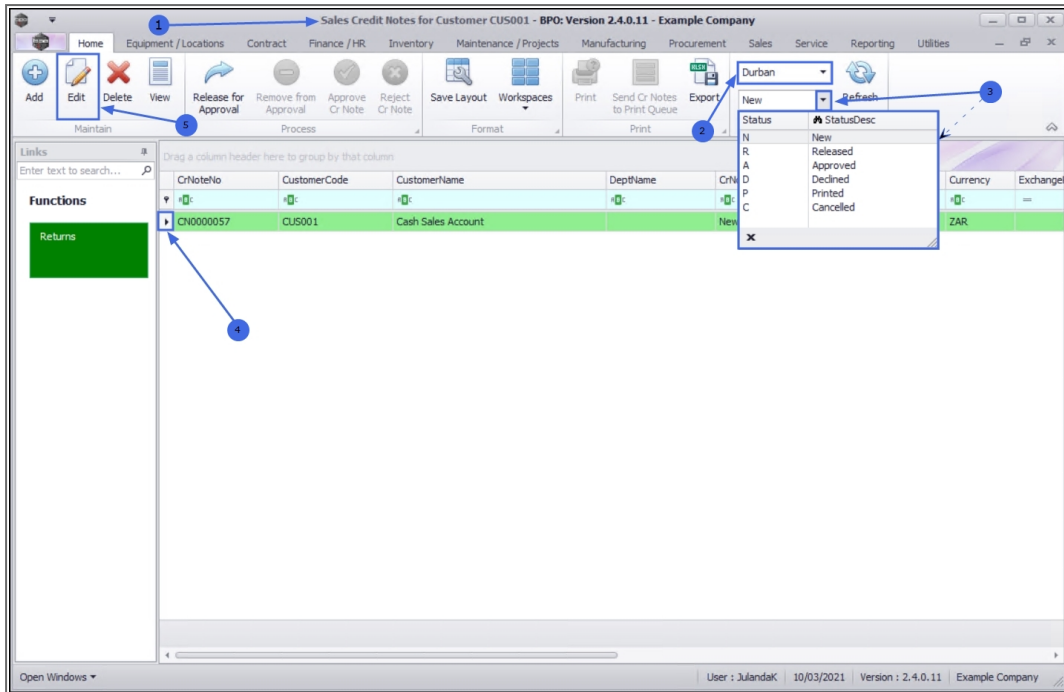 1
Sales Credit Notes for Customer CUS001 - BPO: Version 2.4.0.11 - Example Company
Home Equipment / Locations Contract Finance / HR Inventory Maintenance / Projects Manufacturing Procurement Sales Service Reporting Utilities
Add Edit Delete View
Maintain
5
Release for Approval
Remove from Approval
Approve Cr Note
Reject Cr Note
Process
Save Layout Workspaces
Format
Print
Send Cr Notes to Print Queue
Export
Print
2
Durban
New
Refresh
3
Status StatusDesc
N New
R Released
A Approved
D Declined
P Printed
C Cancelled
Links
Enter text to search...
Functions
Returns
Drag a column header here to group by that column
CrNoteNo CustomerCode CustomerName DeptName Currency
=
CN0000057 CUS001 Cash Sales Account New ZAR
4
Open Windows
User : JulandaK 10/03/2021 Version : 2.4.0.11 Example Company